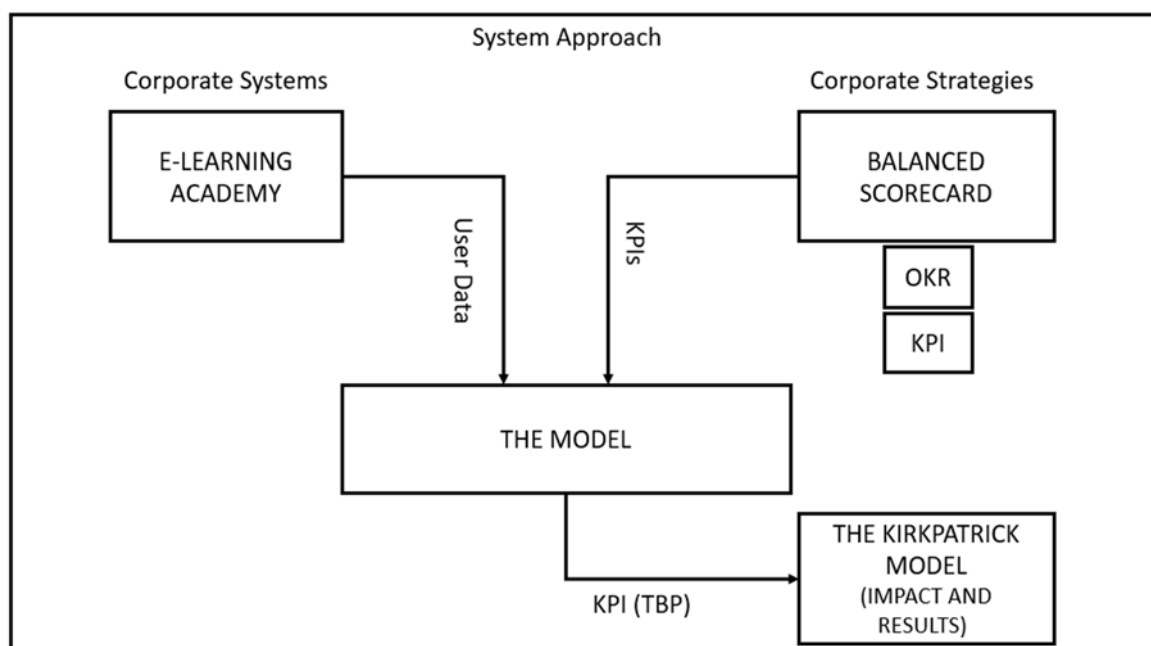 System Approach
Corporate Systems
Corporate Strategies
E-LEARNING
ACADEMY
BALANCED
SCORECARD
OKR
KPI
User Data
KPIs
THE MODEL
KPI (TBP)
THE KIRKPATRICK
MODEL
(IMPACT AND
RESULTS)